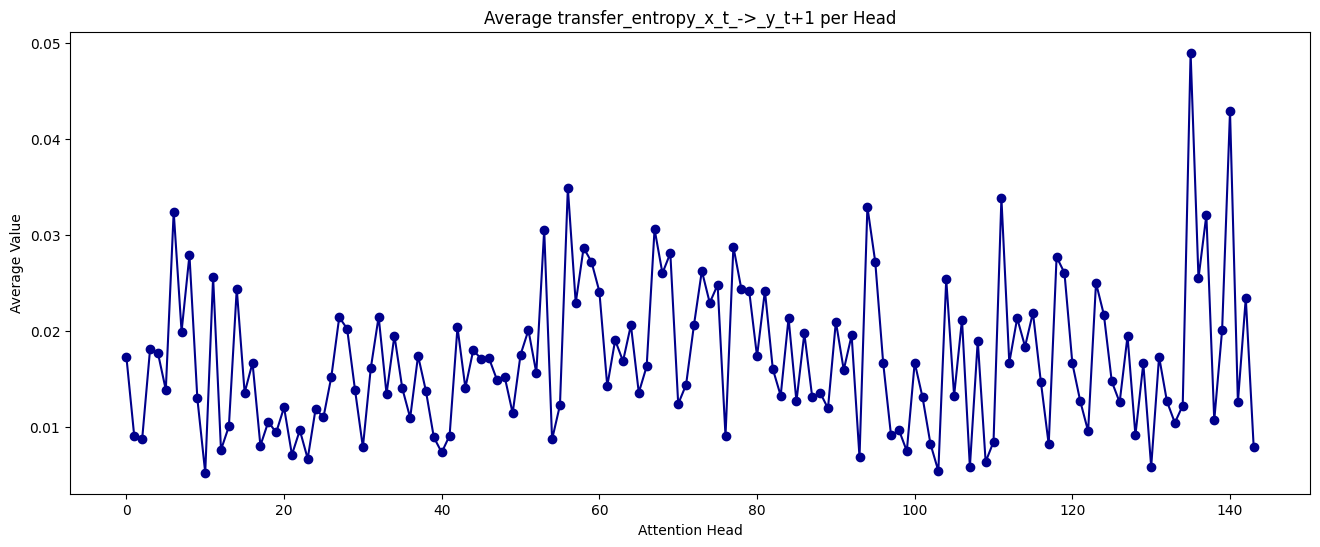 Average transfer_entropy_x_t_->_y_t+1 per Head
Average Value
0.05
0.04
0.03
0.02
0.01
0 20 40 60 80 100 120 140
Attention Head